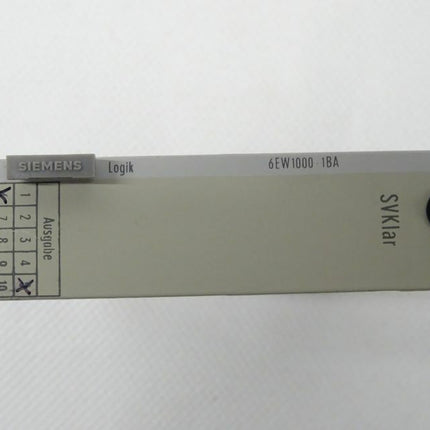 SIEMENS Logik 6EW1000-1BA
SVKlar
Ausgabe
1 2 3 4 X
X 7 8 9 10